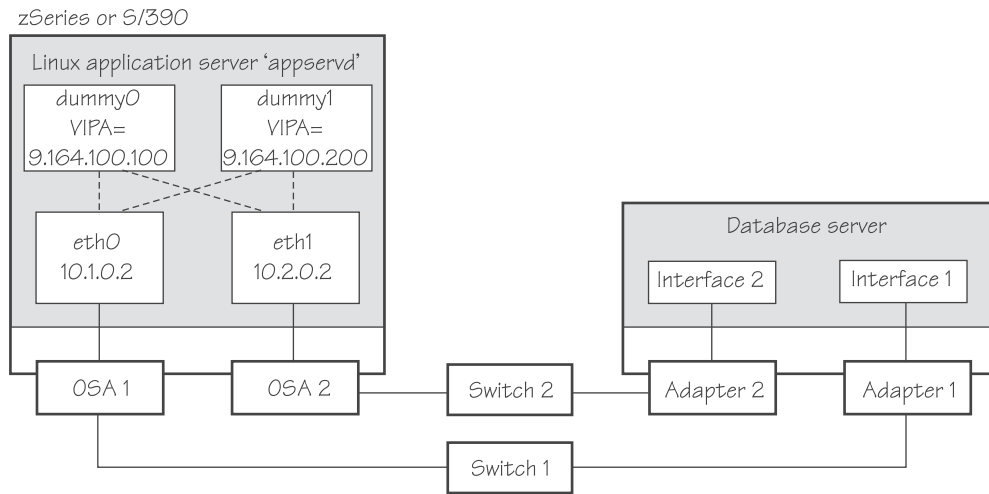 zSeries or S/390
Linux application server ‘appservd’
dummy0
VIPA=
9.164.100.100
dummy1
VIPA=
9.164.100.200
eth0
10.1.0.2
eth1
10.2.0.2
Database server
Interface 2
Interface 1
OSA 1
OSA 2
Switch 2
Adapter 2
Adapter 1
Switch 1